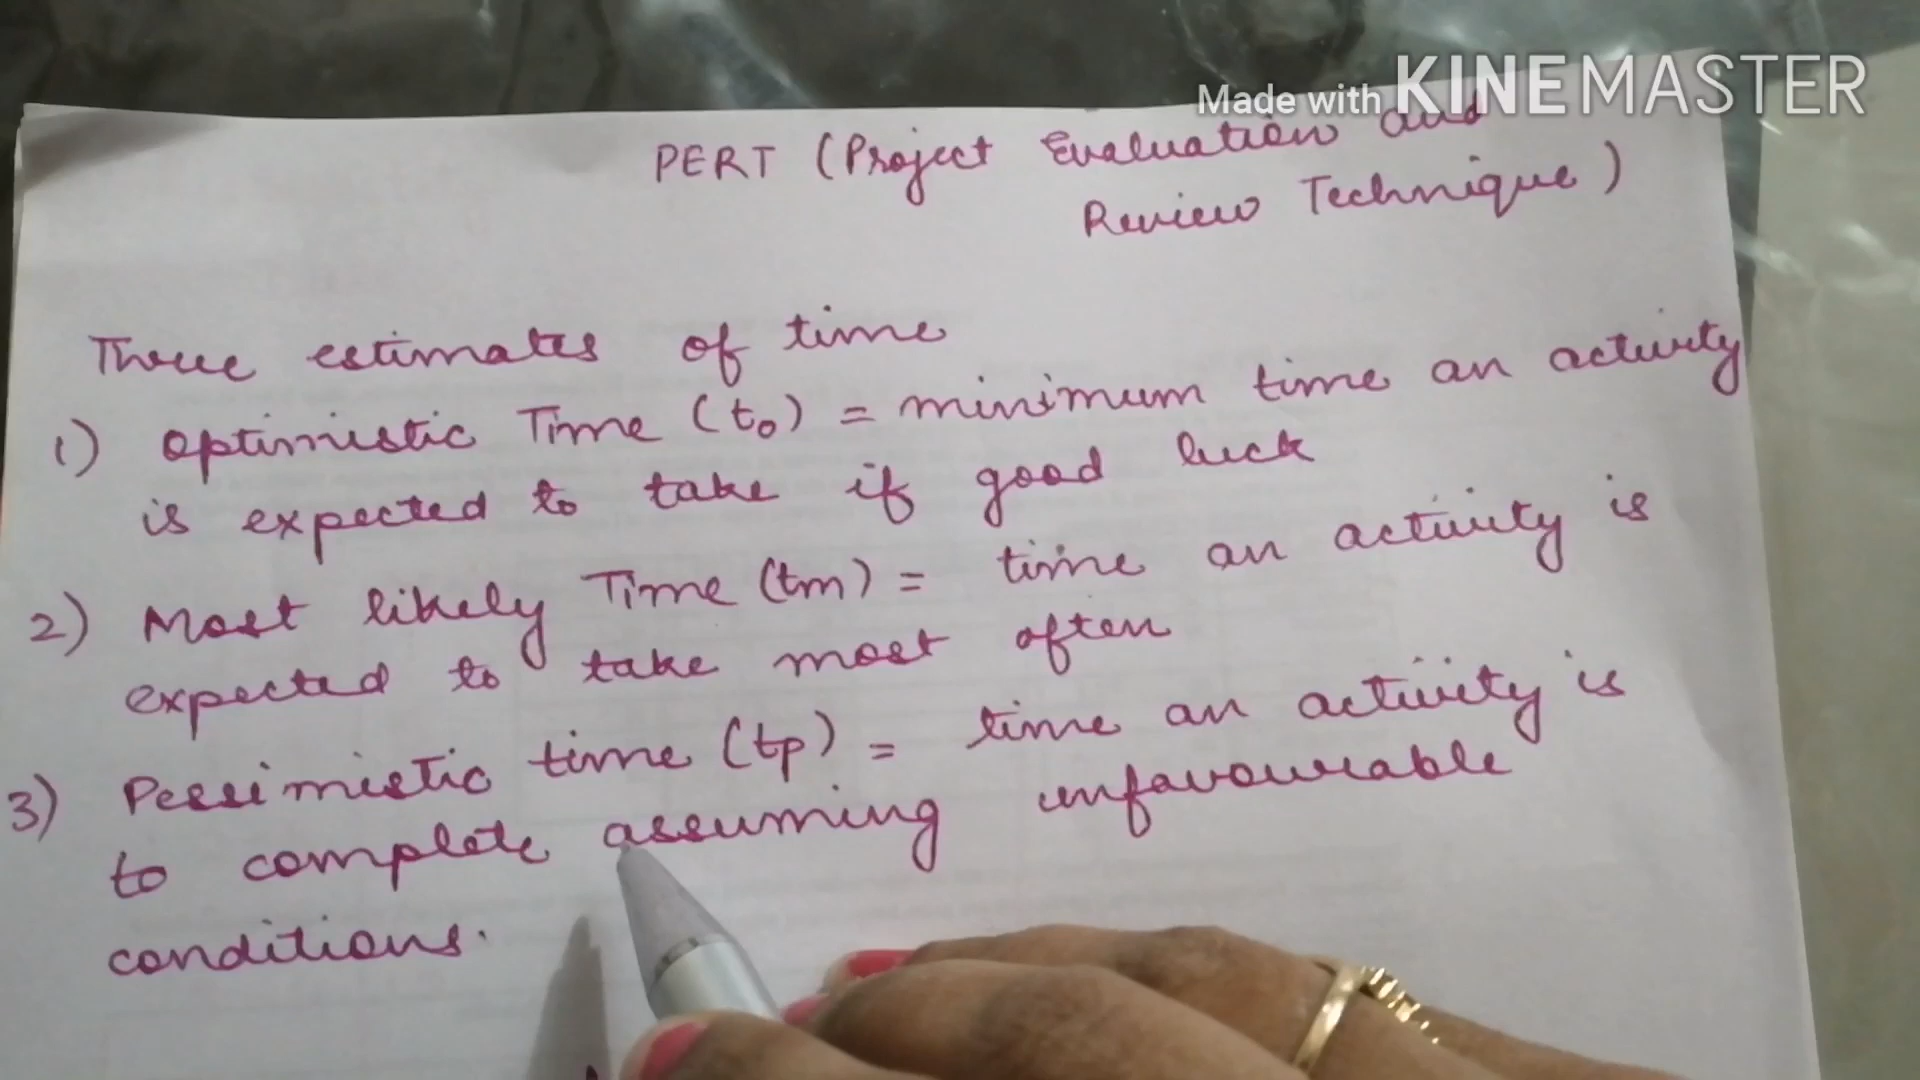 Made with KINEMASTER
PERT (Project Evaluation and
Review Technique)
Three estimates of time
1) Optimistic Time (to) = minimum time an activity
is expected to take if good luck
2) Most likely Time (tm) = time an activity is
expected to take most often
3) Pessimistic time (tp) = time an activity is
to complete assuming unfavourable
conditions.